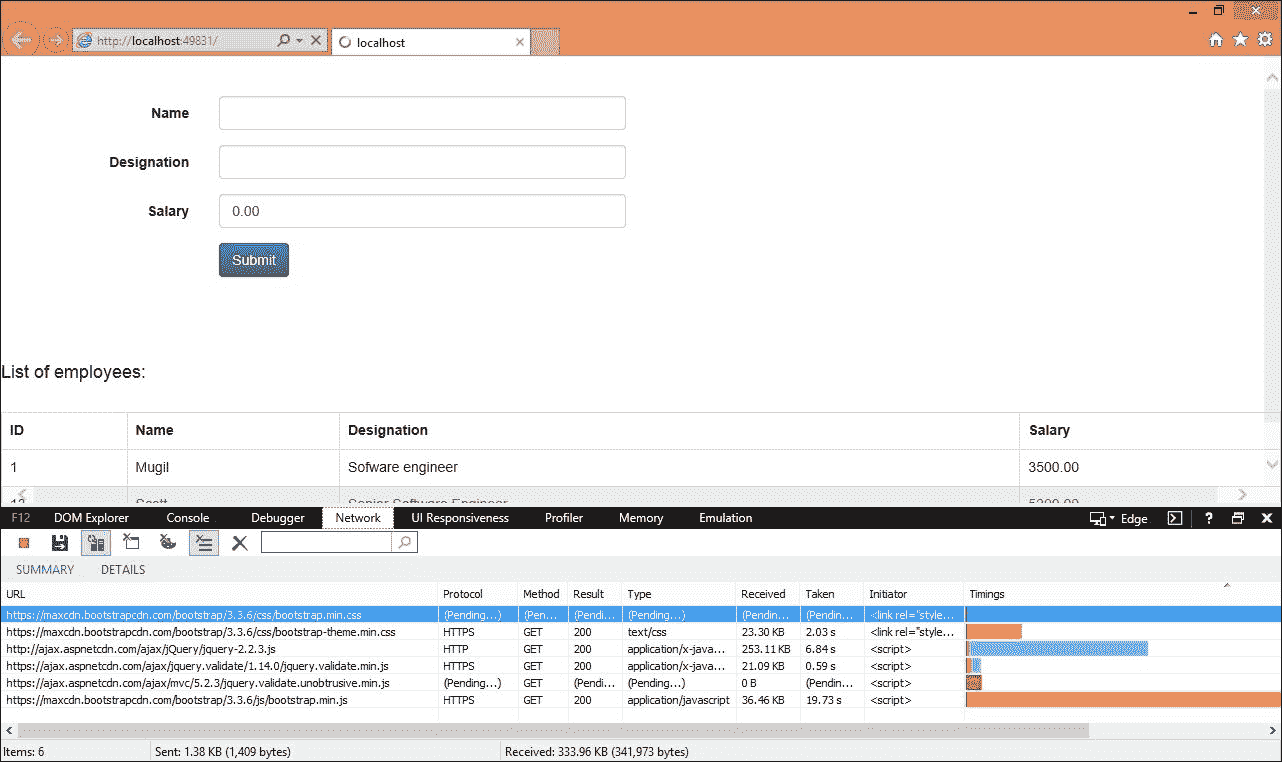 http://localhost:49831/
localhost
Name
Designation
Salary 0.00
Submit
List of employees:
ID Name Designation Salary
1 Mugil Sofware engineer 3500.00
12 Scott Senior Software Engineer 5200.00
F12 DOM Explorer Console Debugger Network UI Responsiveness Profiler Memory Emulation Edge ?
SUMMARY DETAILS
URL Protocol Method Result Type Received Taken Initiator Timings
https://maxcdn.bootstrapcdn.com/bootstrap/3.3.6/css/bootstrap.min.css (Pending...) (Pen... (Pendi... (Pending...) (Pendin... (Pendin... <link rel="style...
https://maxcdn.bootstrapcdn.com/bootstrap/3.3.6/css/bootstrap-theme.min.css HTTPS GET 200 text/css 23.30 KB 2.03 s <link rel="style...
http://ajax.aspnetcdn.com/ajax/jQuery/jquery-2.2.3.js HTTP GET 200 application/x-java... 253.11 KB 6.84 s <script>
https://ajax.aspnetcdn.com/ajax/jquery.validate/1.14.0/jquery.validate.min.js HTTPS GET 200 application/x-java... 21.09 KB 0.59 s <script>
https://ajax.aspnetcdn.com/ajax/mvc/5.2.3/jquery.validate.unobtrusive.min.js (Pending...) GET (Pendi... (Pending...) 0 B (Pendin... <script>
https://maxcdn.bootstrapcdn.com/bootstrap/3.3.6/js/bootstrap.min.js HTTPS GET 200 application/javascript 36.46 KB 19.73 s <script>
Items: 6 Sent: 1.38 KB (1,409 bytes) Received: 333.96 KB (341,973 bytes)